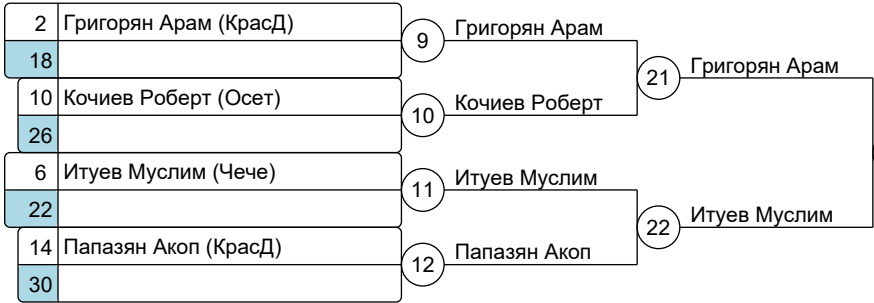 2 Григорян Арам (КрасД)
18
9 Григорян Арам
10 Кочиев Роберт (Осет)
26
10 Кочиев Роберт
21 Григорян Арам
6 Итуев Муслим (Чече)
22
11 Итуев Муслим
14 Папазян Акоп (КрасД)
30
12 Папазян Акоп
22 Итуев Муслим